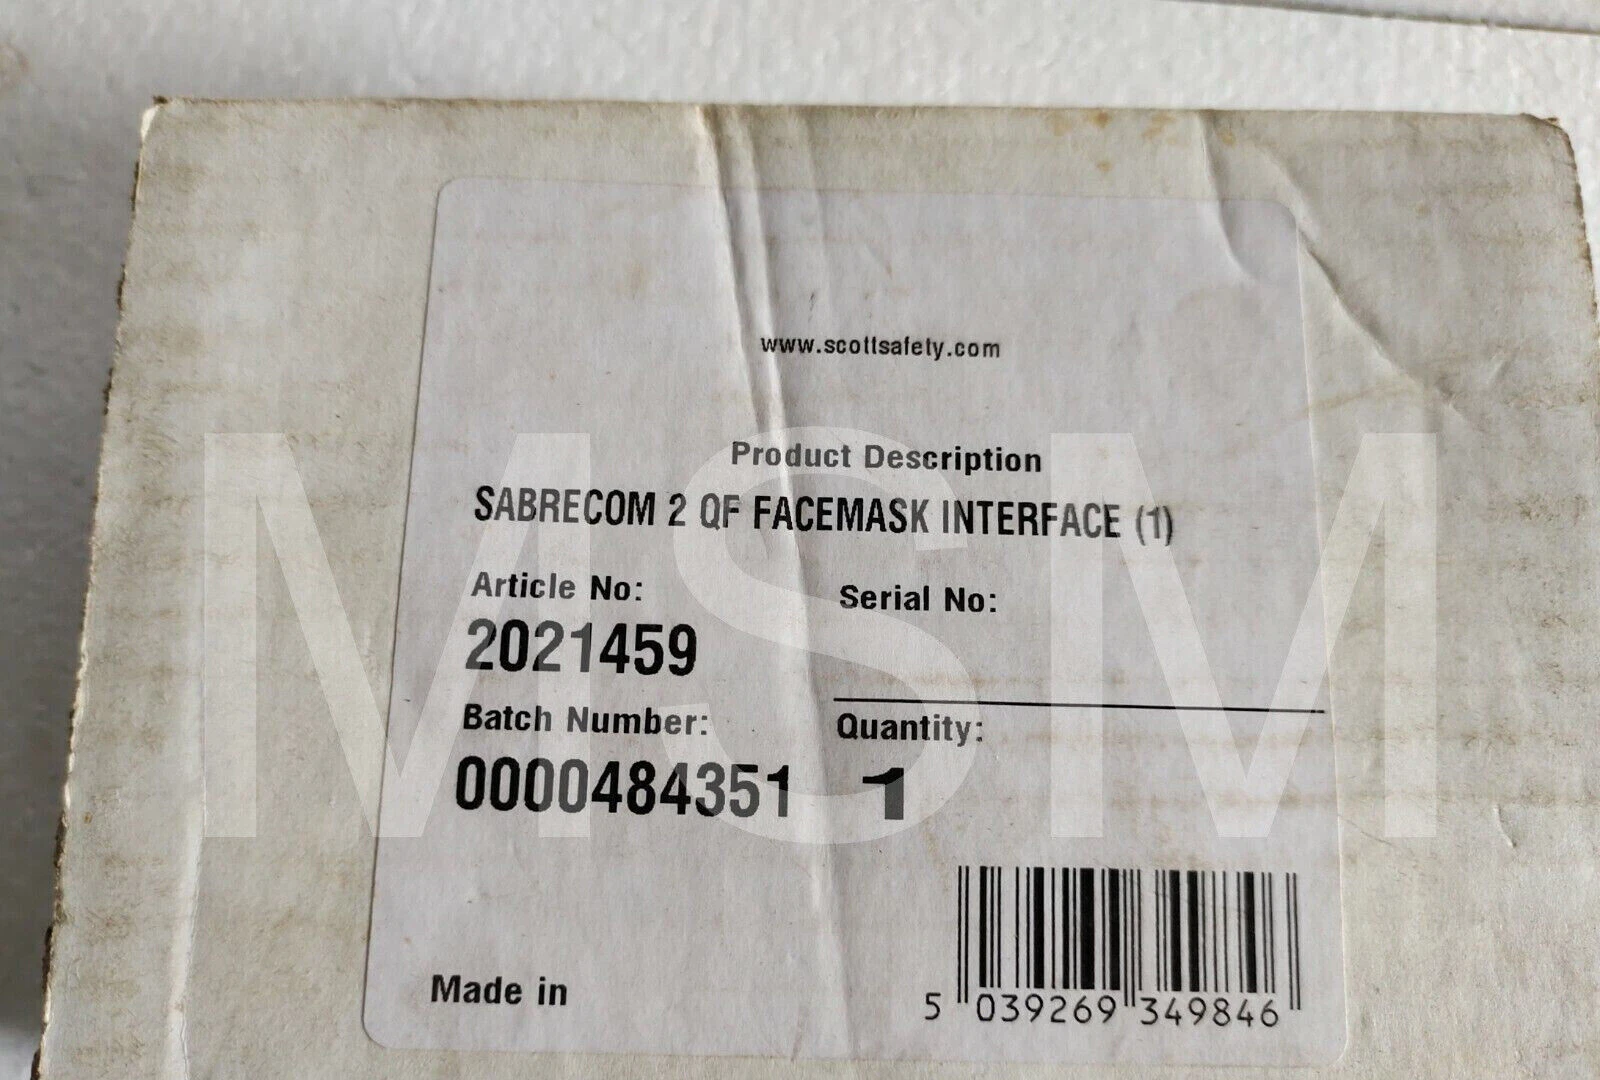 www.scottsafety.com
Product Description
SABRECOM 2 QF FACEMASK INTERFACE (1)
Article No:
Serial No:
2021459
Batch Number:
Quantity:
0000484351
1
Made in
5 039269 349846
MSM